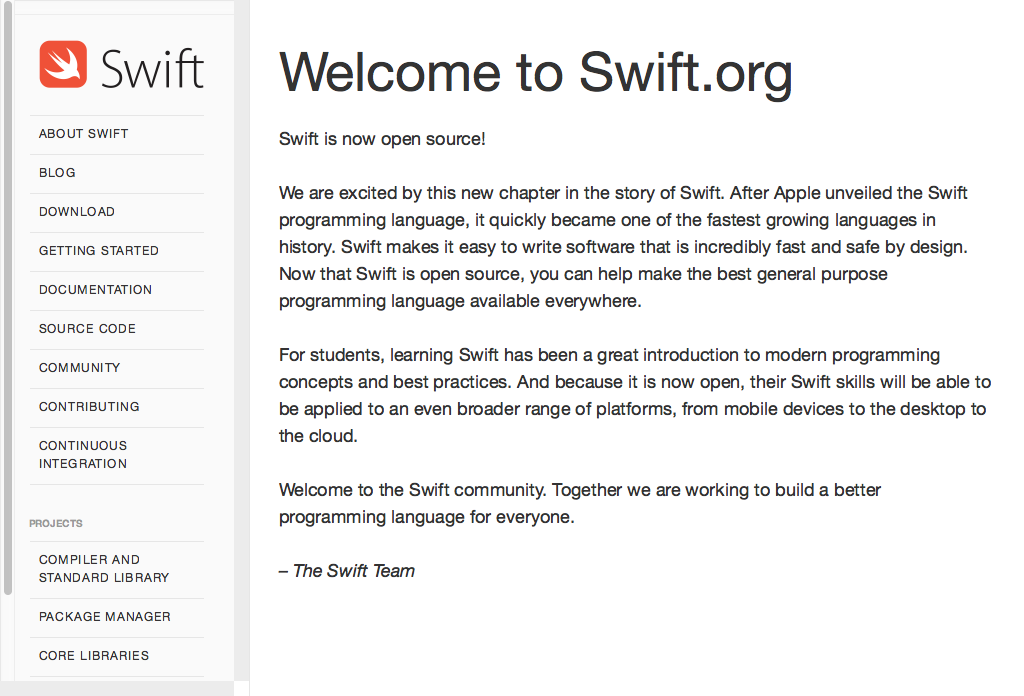 Swift
ABOUT SWIFT
BLOG
DOWNLOAD
GETTING STARTED
DOCUMENTATION
SOURCE CODE
COMMUNITY
CONTRIBUTING
CONTINUOUS
INTEGRATION
PROJECTS
COMPILER AND
STANDARD LIBRARY
PACKAGE MANAGER
CORE LIBRARIES
Welcome to Swift.org
Swift is now open source!
We are excited by this new chapter in the story of Swift. After Apple unveiled the Swift
programming language, it quickly became one of the fastest growing languages in
history. Swift makes it easy to write software that is incredibly fast and safe by design.
Now that Swift is open source, you can help make the best general purpose
programming language available everywhere.
For students, learning Swift has been a great introduction to modern programming
concepts and best practices. And because it is now open, their Swift skills will be able to
be applied to an even broader range of platforms, from mobile devices to the desktop to
the cloud.
Welcome to the Swift community. Together we are working to build a better
programming language for everyone.
– The Swift Team